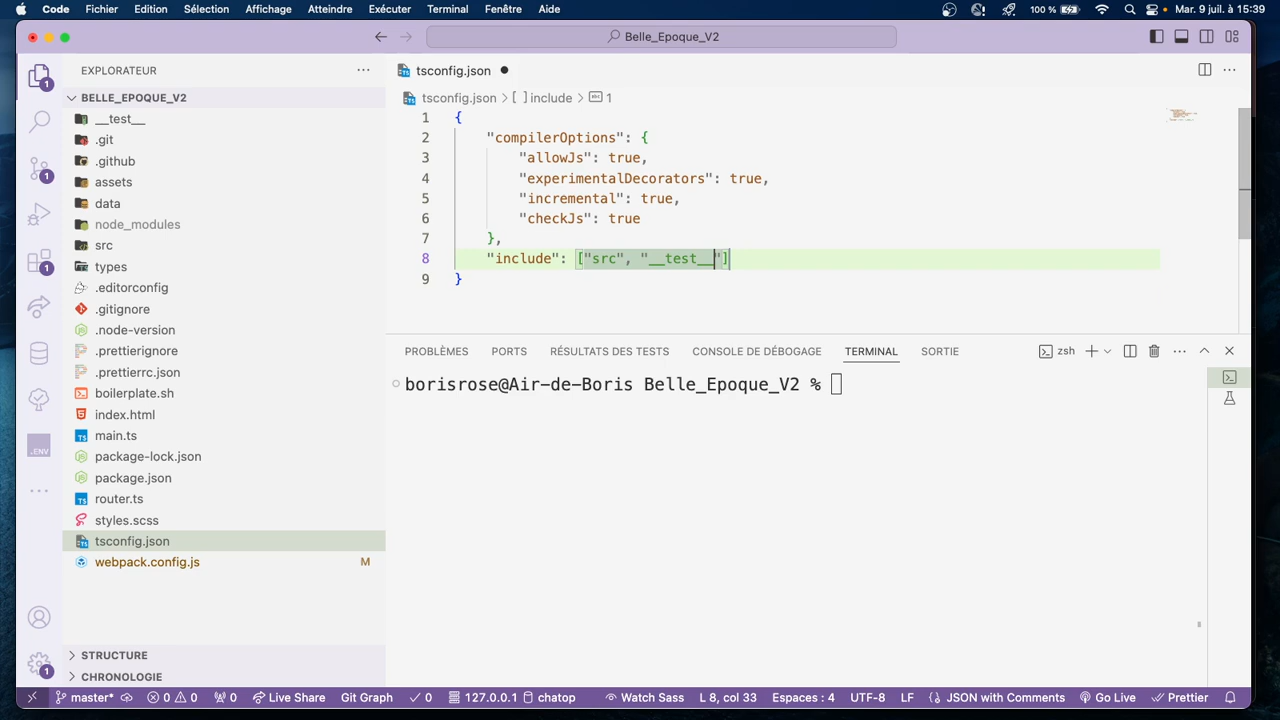 Code Fichier Edition Sélection Affichage Atteindre Exécuter Terminal Fenêtre Aide 100 % Mar. 9 juil. à 15:39
Belle_Epoque_V2
EXPLORATEUR
BELLE_EPOQUE_V2
__test__
.git
.github
assets
data
node_modules
src
types
.editorconfig
.gitignore
.node-version
.prettierignore
.prettierrc.json
boilerplate.sh
index.html
main.ts
package-lock.json
package.json
router.ts
styles.scss
tsconfig.json
webpack.config.js M
STRUCTURE
CHRONOLOGIE
1
1
1
.ENV
1
tsconfig.json
tsconfig.json > [ ] include > abc 1
1 {
2 "compilerOptions": {
3 "allowJs": true,
4 "experimentalDecorators": true,
5 "incremental": true,
6 "checkJs": true
7 },
8 "include": ["src", "__test__"]
9 }
PROBLÈMES PORTS RÉSULTATS DES TESTS CONSOLE DE DÉBOGAGE TERMINAL SORTIE zsh
borisrose@Air-de-Boris Belle_Epoque_V2 %
master* 0 0 0 Live Share Git Graph 0 127.0.0.1 chatop Watch Sass L 8, col 33 Espaces : 4 UTF-8 LF JSON with Comments Go Live Prettier